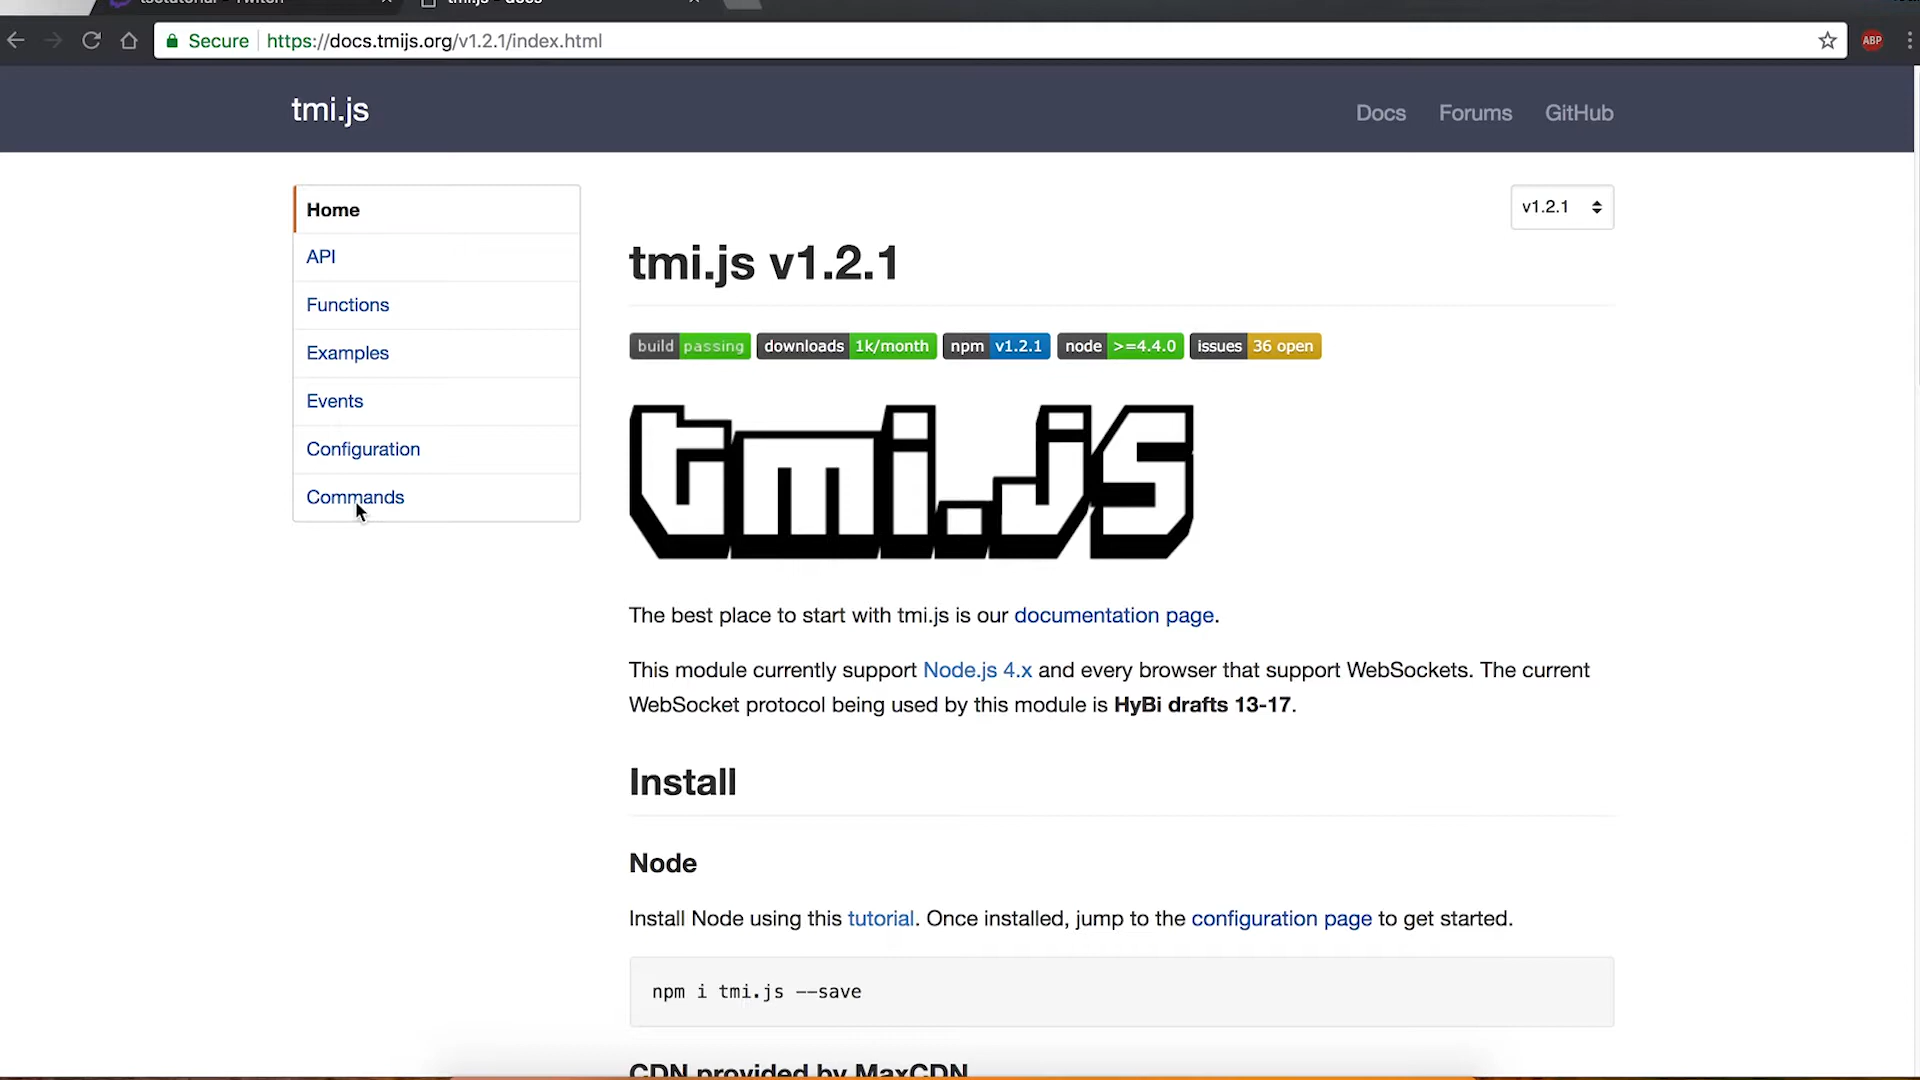 Secure https://docs.tmijs.org/v1.2.1/index.html
ABP
tmi.js
Docs Forums GitHub
Home
API
Functions
Examples
Events
Configuration
Commands
v1.2.1
tmi.js v1.2.1
build passing downloads 1k/month npm v1.2.1 node >=4.4.0 issues 36 open
tmi.js
The best place to start with tmi.js is our documentation page.
This module currently support Node.js 4.x and every browser that support WebSockets. The current
WebSocket protocol being used by this module is HyBi drafts 13-17.
Install
Node
Install Node using this tutorial. Once installed, jump to the configuration page to get started.
npm i tmi.js --save
CDN provided by MaxCDN